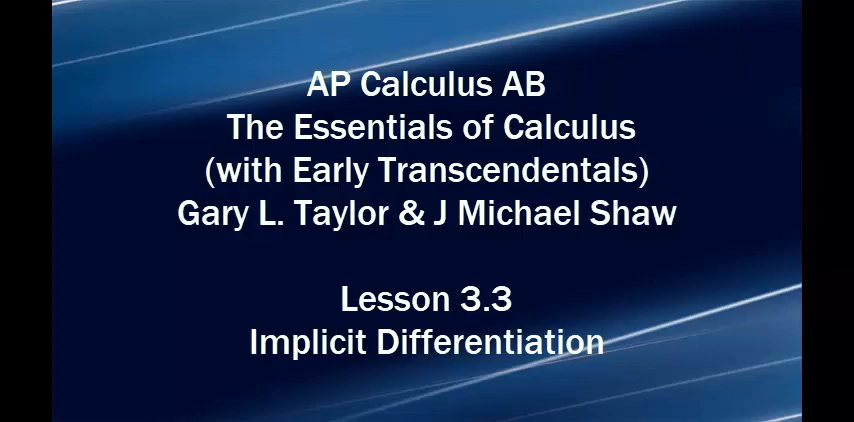 AP Calculus AB
The Essentials of Calculus
(with Early Transcendentals)
Gary L. Taylor & J Michael Shaw
Lesson 3.3
Implicit Differentiation